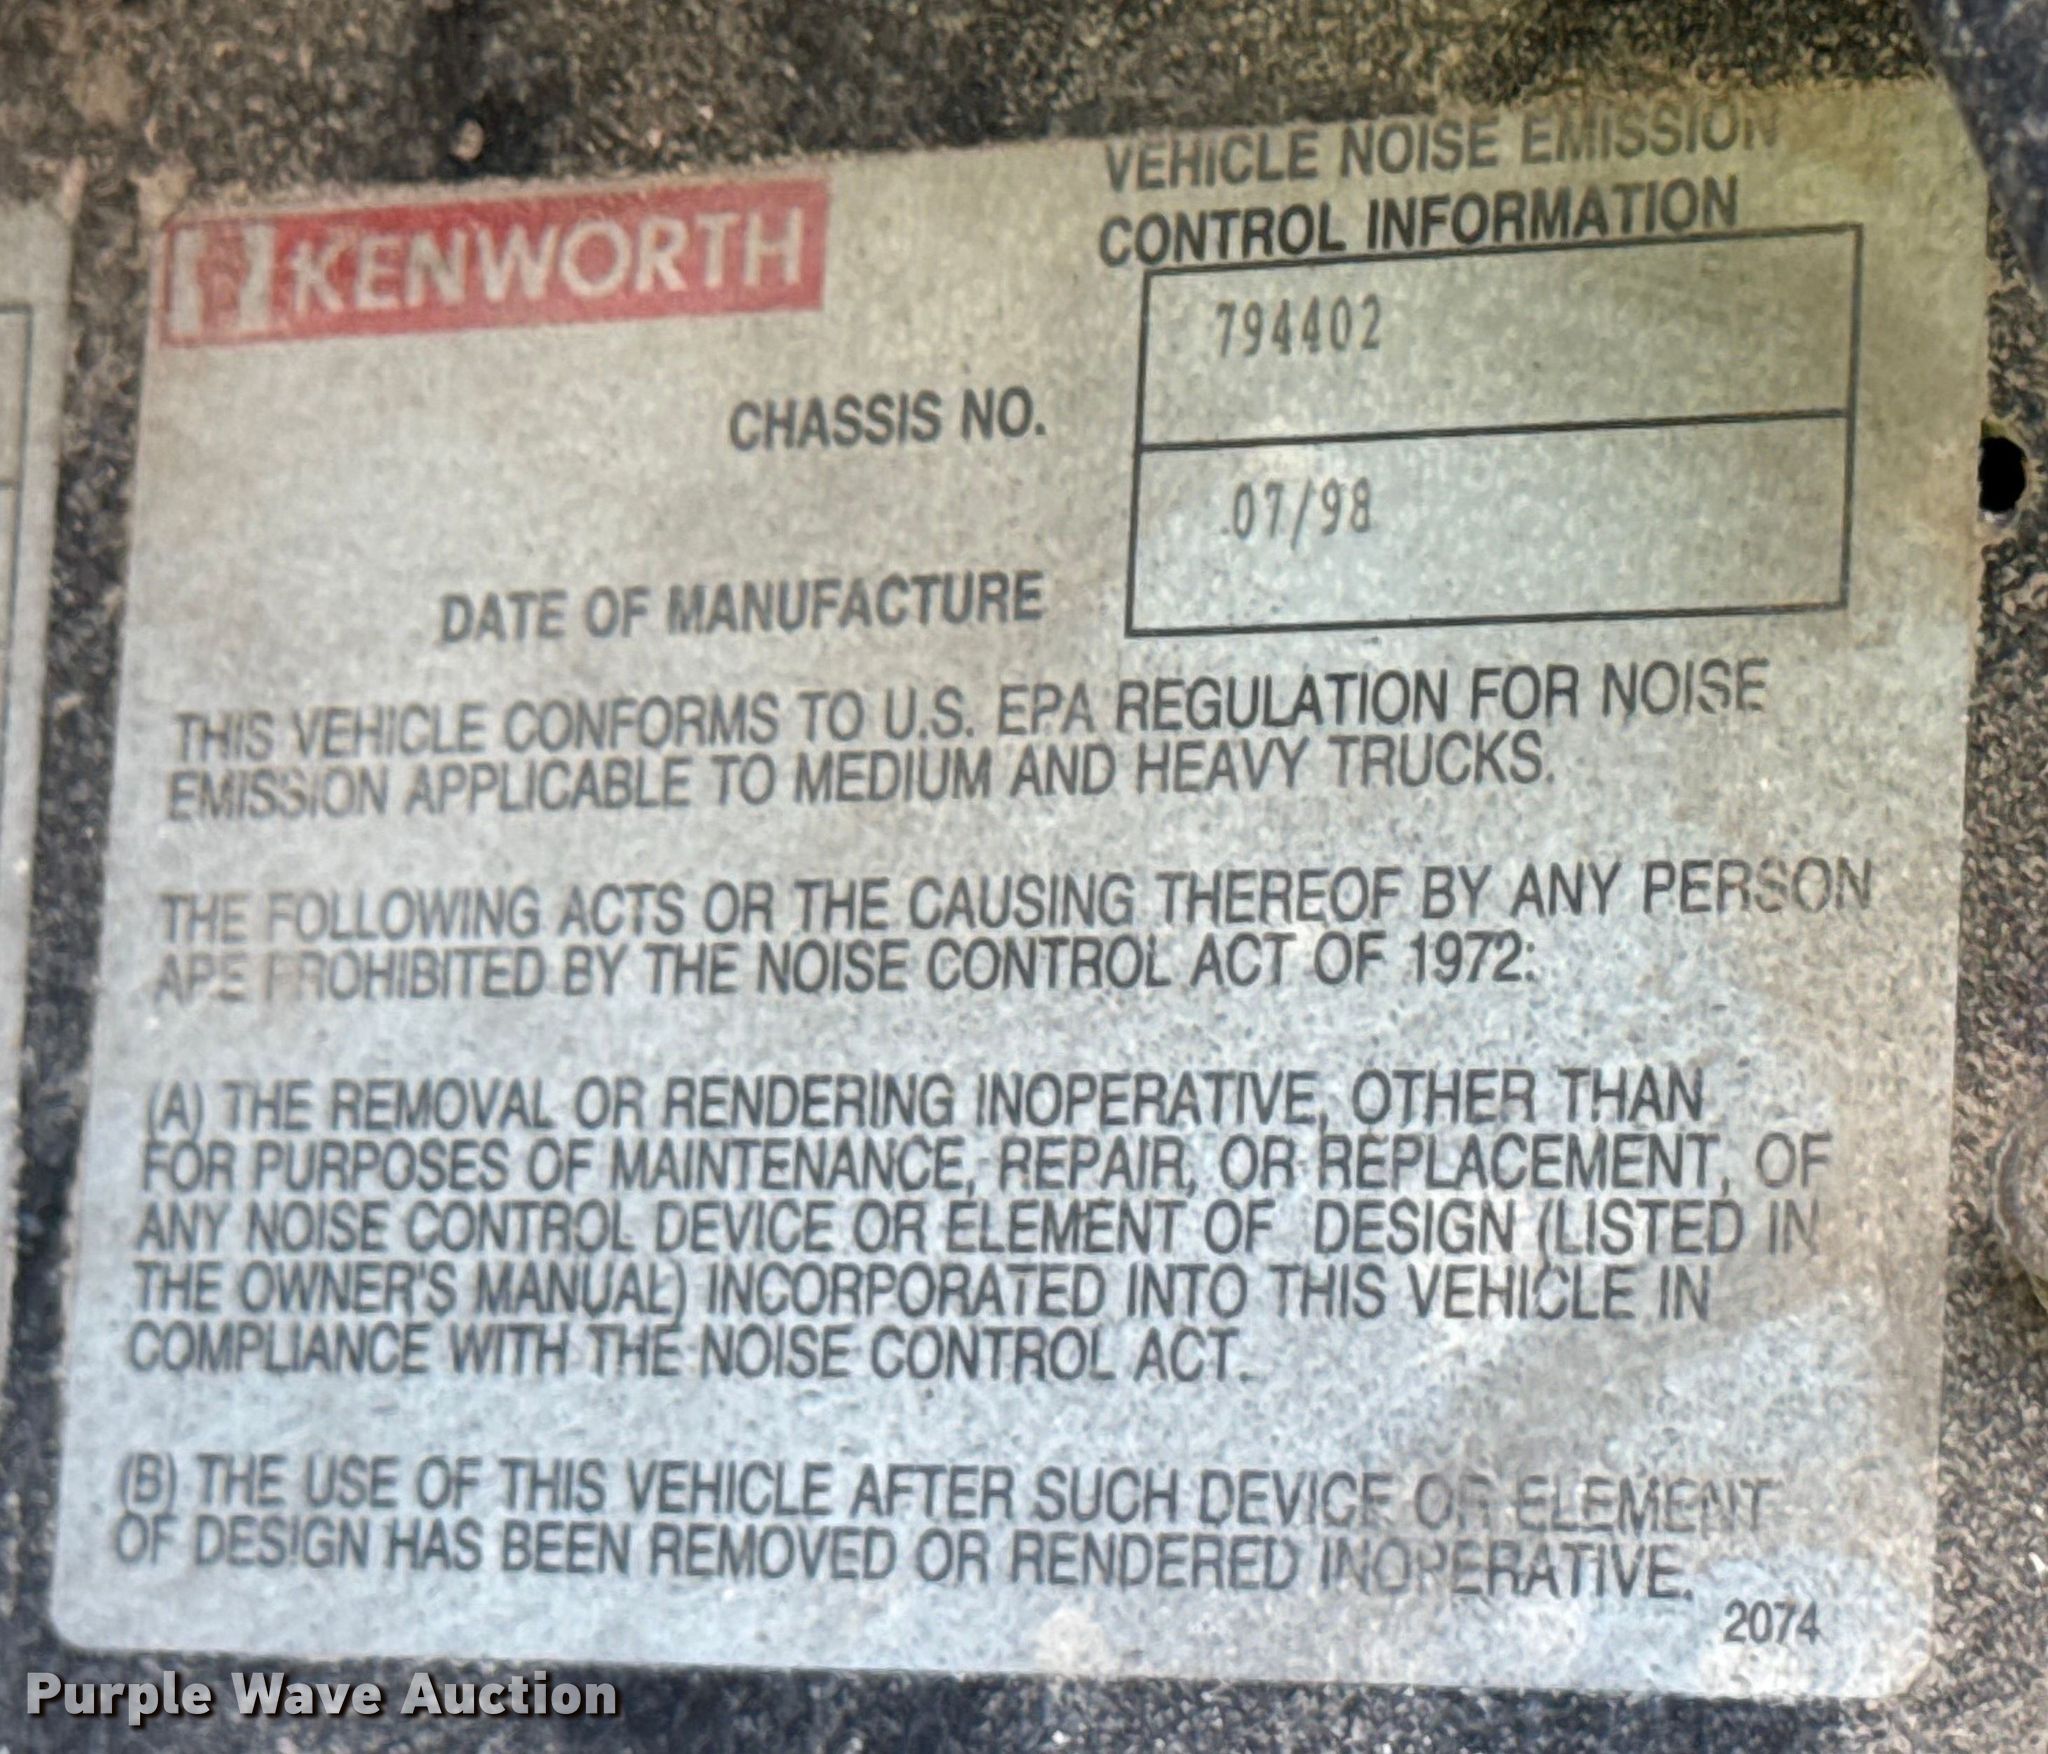 KENWORTH
VEHICLE NOISE EMISSION
CONTROL INFORMATION
794402
CHASSIS NO.
07/98
DATE OF MANUFACTURE
THIS VEHICLE CONFORMS TO U.S. EPA REGULATION FOR NOISE
EMISSION APPLICABLE TO MEDIUM AND HEAVY TRUCKS.
THE FOLLOWING ACTS OR THE CAUSING THEREOF BY ANY PERSON
ARE PROHIBITED BY THE NOISE CONTROL ACT OF 1972:
(A) THE REMOVAL OR RENDERING INOPERATIVE, OTHER THAN
FOR PURPOSES OF MAINTENANCE, REPAIR, OR REPLACEMENT, OF
ANY NOISE CONTROL DEVICE OR ELEMENT OF DESIGN (LISTED IN
THE OWNER'S MANUAL) INCORPORATED INTO THIS VEHICLE IN
COMPLIANCE WITH THE NOISE CONTROL ACT.
(B) THE USE OF THIS VEHICLE AFTER SUCH DEVICE OR ELEMENT
OF DESIGN HAS BEEN REMOVED OR RENDERED INOPERATIVE.
2074
Purple Wave Auction